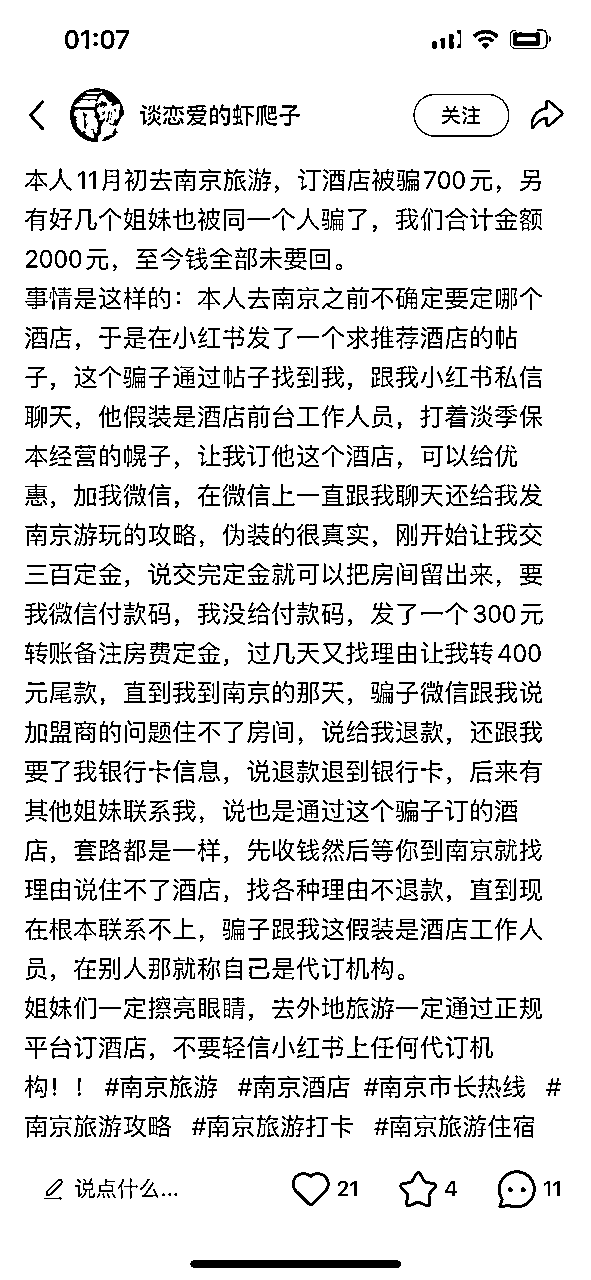 01:07
谈恋爱的虾爬子
关注
本人11月初去南京旅游，订酒店被骗700元，另
有好几个姐妹也被同一个人骗了，我们合计金额
2000元，至今钱全部未要回。
事情是这样的：本人去南京之前不确定要定哪个
酒店，于是在小红书发了一个求推荐酒店的帖
子，这个骗子通过帖子找到我，跟我小红书私信
聊天，他假装是酒店前台工作人员，打着淡季保
本经营的幌子，让我订他这个酒店，可以给优
惠，加我微信，在微信上一直跟我聊天还给我发
南京游玩的攻略，伪装的很真实，刚开始让我交
三百定金，说交完定金就可以把房间留出来，要
我微信付款码，我没给付款码，发了一个300元
转账备注房费定金，过几天又找理由让我转400
元尾款，直到我到南京的那天，骗子微信跟我说
加盟商的问题住不了房间，说给我退款，还跟我
要了我银行卡信息，说退款退到银行卡，后来有
其他姐妹联系我，说也是通过这个骗子订的酒
店，套路都是一样，先收钱然后等你到南京就找
理由说住不了酒店，找各种理由不退款，直到现
在根本联系不上，骗子跟我这假装是酒店工作人
员，在别人那就称自己是代订机构。
姐妹们一定擦亮眼睛，去外地旅游一定通过正规
平台订酒店，不要轻信小红书上任何代订机
构！！ #南京旅游 #南京酒店 #南京市长热线 #
南京旅游攻略 #南京旅游打卡 #南京旅游住宿
说点什么... 21 4 11